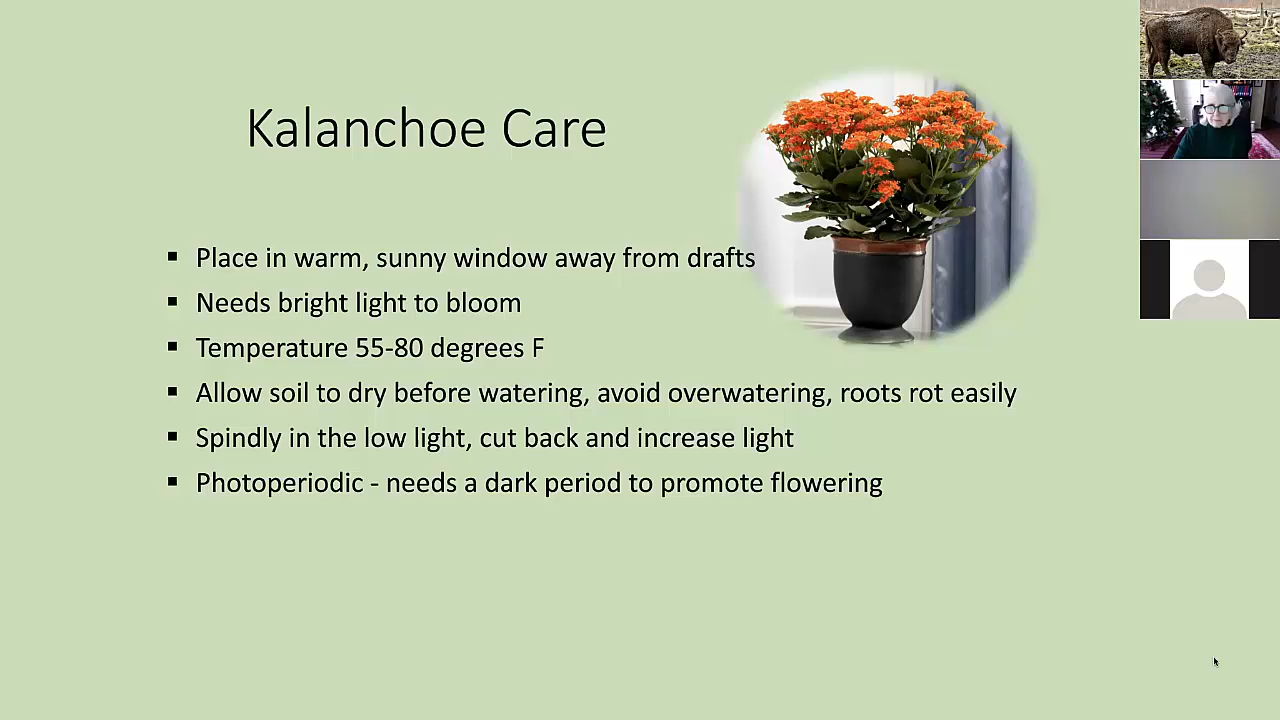 Kalanchoe Care
▪ Place in warm, sunny window away from drafts
▪ Needs bright light to bloom
▪ Temperature 55-80 degrees F
▪ Allow soil to dry before watering, avoid overwatering, roots rot easily
▪ Spindly in the low light, cut back and increase light
▪ Photoperiodic - needs a dark period to promote flowering